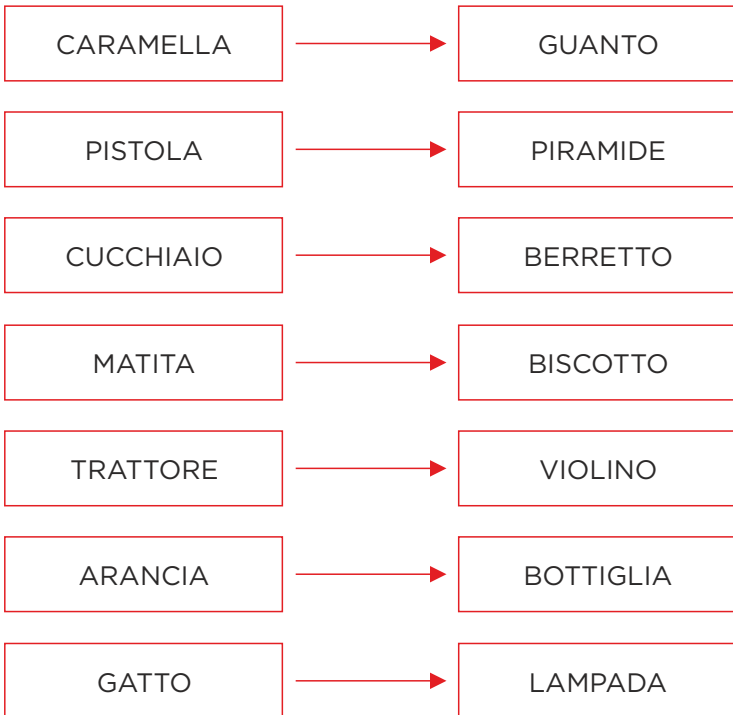 CARAMELLA GUANTO
PISTOLA PIRAMIDE
CUCCHIAIO BERRETTO
MATITA BISCOTTO
TRATTORE VIOLINO
ARANCIA BOTTIGLIA
GATTO LAMPADA